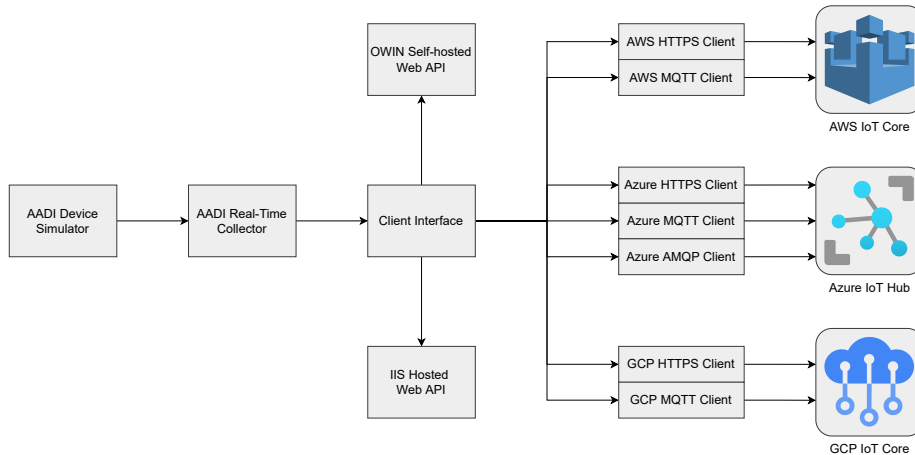 AADI Device
Simulator
AADI Real-Time
Collector
OWIN Self-hosted
Web API
Client Interface
IIS Hosted
Web API
AWS HTTPS Client
AWS MQTT Client
Azure HTTPS Client
Azure MQTT Client
Azure AMQP Client
GCP HTTPS Client
GCP MQTT Client
AWS IoT Core
Azure IoT Hub
GCP IoT Core